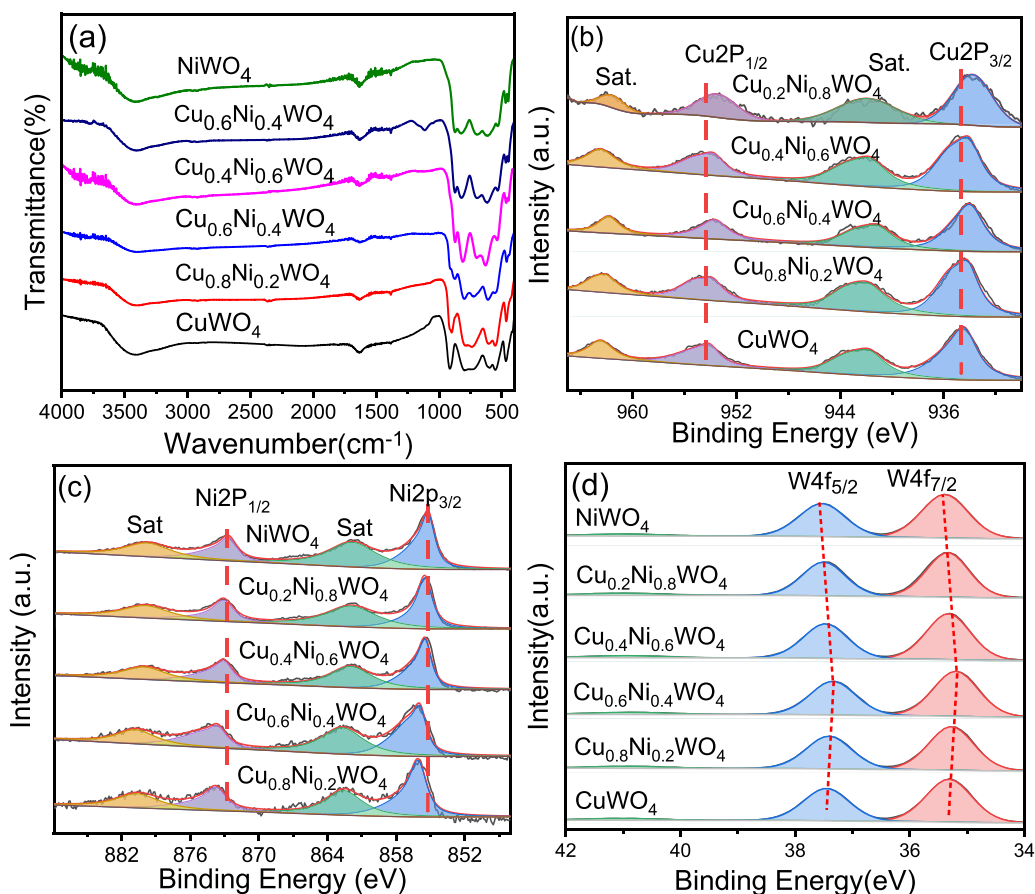 (a)
NiWO4
Cu0.6Ni0.4WO4
Cu0.4Ni0.6WO4
Cu0.6Ni0.4WO4
Cu0.8Ni0.2WO4
CuWO4
Transmittance(%)
4000 3500 3000 2500 2000 1500 1000 500
Wavenumber(cm-1)
(b)
Cu2P1/2
Cu2P3/2
Sat.
Sat.
Cu0.2Ni0.8WO4
Cu0.4Ni0.6WO4
Cu0.6Ni0.4WO4
Cu0.8Ni0.2WO4
CuWO4
Intensity (a.u.)
960 952 944 936
Binding Energy (eV)
(c)
Ni2P1/2
Ni2p3/2
Sat
Sat
NiWO4
Cu0.2Ni0.8WO4
Cu0.4Ni0.6WO4
Cu0.6Ni0.4WO4
Cu0.8Ni0.2WO4
Intensity (a.u.)
882 876 870 864 858 852
Binding Energy (eV)
(d)
W4f5/2
W4f7/2
NiWO4
Cu0.2Ni0.8WO4
Cu0.4Ni0.6WO4
Cu0.6Ni0.4WO4
Cu0.8Ni0.2WO4
CuWO4
Intensity(a.u.)
42 40 38 36 34
Binding Energy (eV)